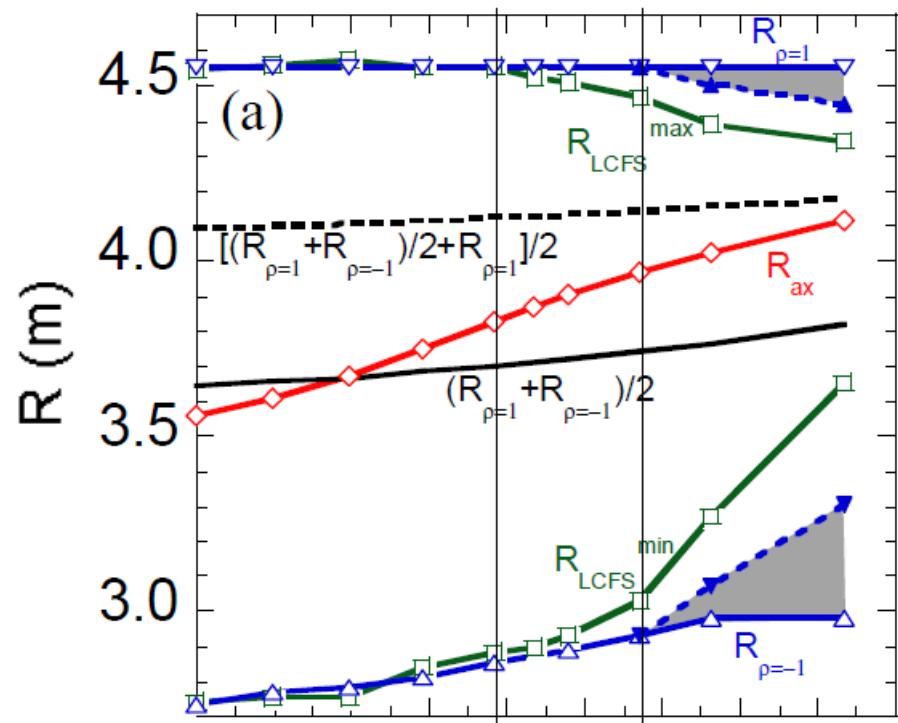 R (m)
4.5
4.0
3.5
3.0
(a)
R_ρ=1
R_LCFS^max
[(R_ρ=1+R_ρ=-1)/2+R_ρ=1]/2
R_ax
(R_ρ=1+R_ρ=-1)/2
R_LCFS^min
R_ρ=-1